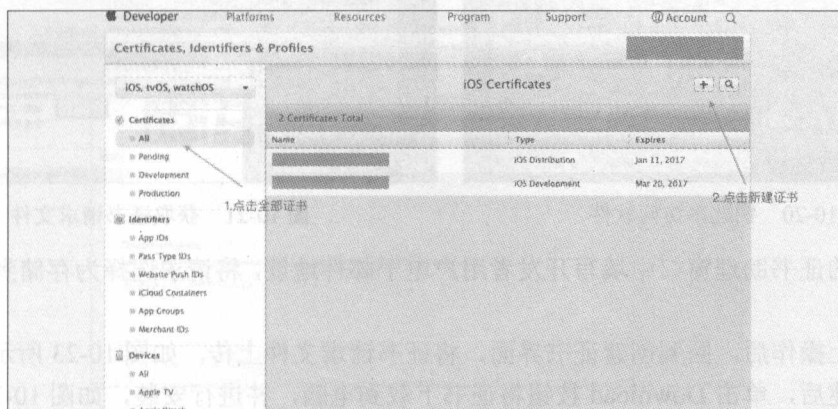 Developer Platforms Resources Program Support Account
Certificates, Identifiers & Profiles
iOS, tvOS, watchOS
iOS Certificates
+
Certificates
All
Pending
Development
Production
2 Certificates Total
Name Type Expires
iOS Distribution Jan 11, 2017
iOS Development Mar 20, 2017
1.点击全部证书
2.点击新建证书
Identifiers
App IDs
Pass Type IDs
Website Push IDs
iCloud Containers
App Groups
Merchant IDs
Devices
All
Apple TV